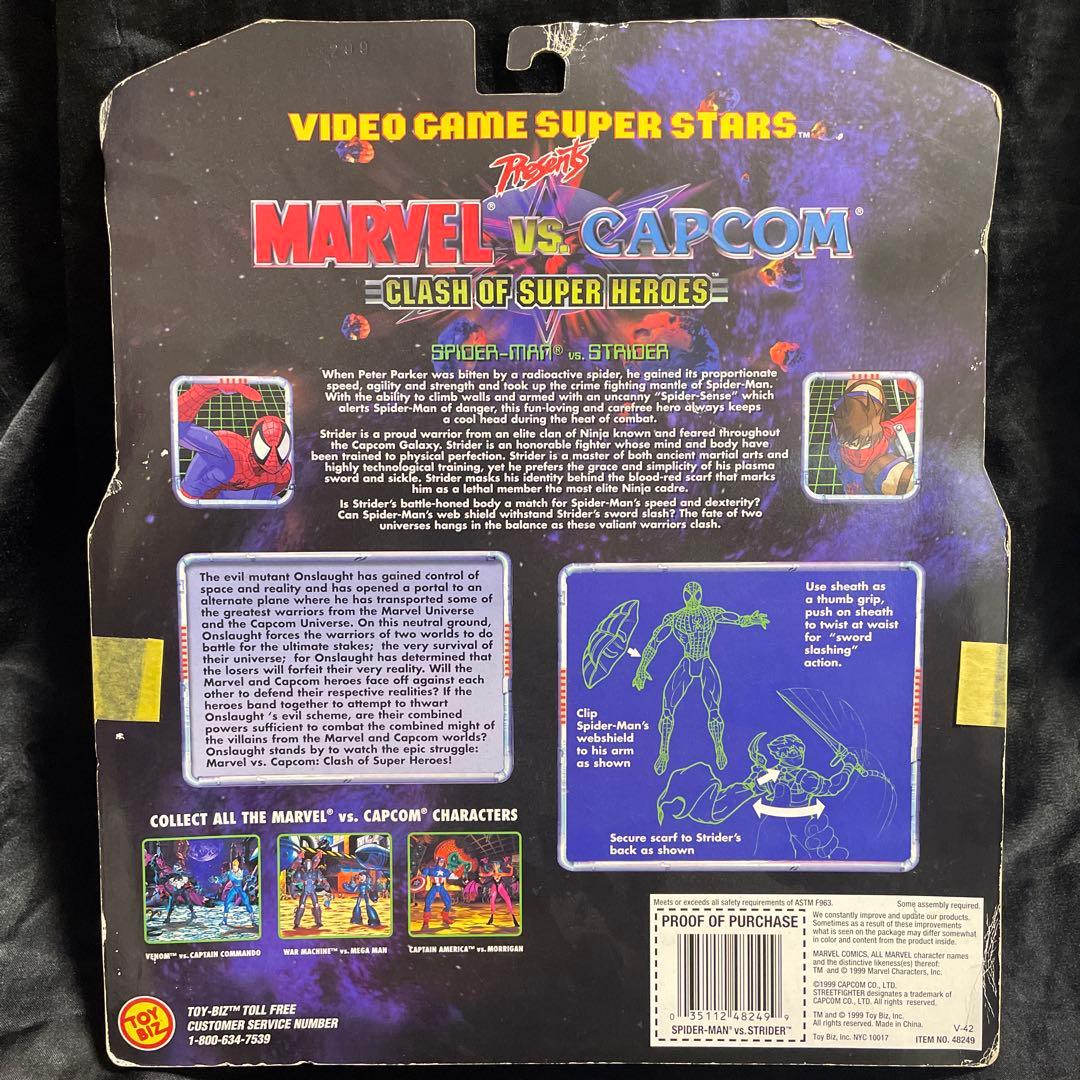 VIDEO GAME SUPER STARS™
Presents
MARVEL® VS. CAPCOM®
CLASH OF SUPER HEROES™
SPIDER-MAN® vs. STRIDER
When Peter Parker was bitten by a radioactive spider, he gained its proportionate
speed, agility and strength and took up the crime fighting mantle of Spider-Man.
With the ability to climb walls and armed with an uncanny "Spider-Sense" which
alerts Spider-Man of danger, this fun-loving and carefree hero always keeps
a cool head during the heat of combat.
Strider is a proud warrior from an elite clan of Ninja known and feared throughout
the Capcom Galaxy. Strider is an honorable fighter whose mind and body have
been trained to physical perfection. Strider is a master of both ancient martial arts and
highly technological training, yet he prefers the grace and simplicity of his plasma
sword and sickle. Strider masks his identity behind the blood-red scarf that marks
him as a lethal member the most elite Ninja cadre.
Is Strider's battle-honed body a match for Spider-Man's speed and dexterity?
Can Spider-Man's web shield withstand Strider's sword slash? The fate of two
universes hangs in the balance as these valiant warriors clash.
The evil mutant Onslaught has gained control of
space and reality and has opened a portal to an
alternate plane where he has transported some of
the greatest warriors from the Marvel Universe
and the Capcom Universe. On this neutral ground,
Onslaught forces the warriors of two worlds to do
battle for the ultimate stakes; the very survival of
their universe; for Onslaught has determined that
the losers will forfeit their very reality. Will the
Marvel and Capcom heroes face off against each
other to defend their respective realities? If the
heroes band together to attempt to thwart
Onslaught 's evil scheme, are their combined
powers sufficient to combat the combined might of
the villains from the Marvel and Capcom worlds?
Onslaught stands by to watch the epic struggle:
Marvel vs. Capcom: Clash of Super Heroes!
Use sheath as
a thumb grip,
push on sheath
to twist at waist
for "sword
slashing"
action.
Clip
Spider-Man's
webshield
to his arm
as shown
Secure scarf to Strider's
back as shown
COLLECT ALL THE MARVEL® vs. CAPCOM® CHARACTERS
VENOM™ vs. CAPTAIN COMMANDO
WAR MACHINE™ vs. MEGA MAN
CAPTAIN AMERICA™ vs. MORRIGAN
TOY BIZ
TOY-BIZ™ TOLL FREE
CUSTOMER SERVICE NUMBER
1-800-634-7539
Meets or exceeds all safety requirements of ASTM F963.
Some assembly required.
PROOF OF PURCHASE
0 35112 48249 9
SPIDER-MAN® vs. STRIDER™
We constantly improve and update our products.
Sometimes as a result of these improvements
what is seen on the package may differ somewhat
in color and content from the product inside.
MARVEL COMICS, ALL MARVEL character names
and the distinctive likeness(es) thereof:
TM and © 1999 Marvel Characters, Inc.
©1999 CAPCOM CO., LTD.
STREETFIGHTER designates a trademark of
CAPCOM CO., LTD. All rights reserved.
TM and © 1999 Toy Biz, Inc.
All rights reserved. Made in China.
Toy Biz, Inc. NYC 10017
V-42
ITEM NO. 48249